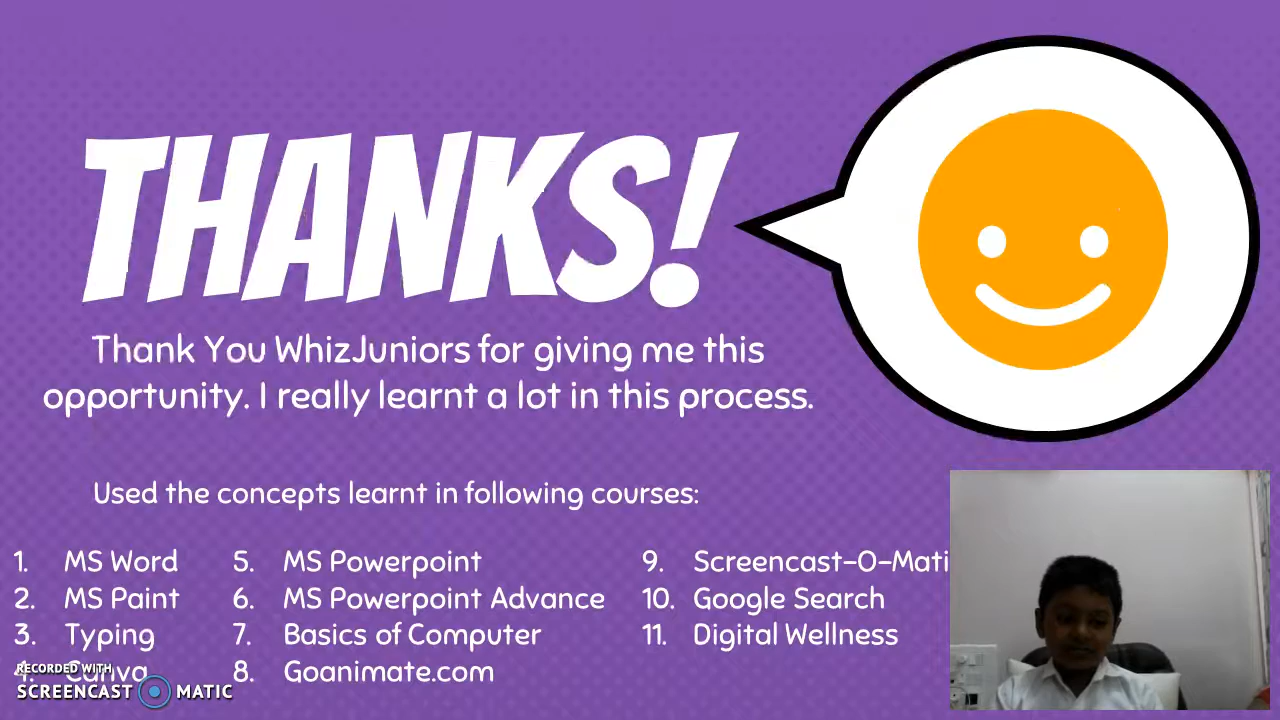 THANKS!
Thank You WhizJuniors for giving me this
opportunity. I really learnt a lot in this process.
Used the concepts learnt in following courses:
1. MS Word
2. MS Paint
3. Typing
4. Canva
5. MS Powerpoint
6. MS Powerpoint Advance
7. Basics of Computer
8. Goanimate.com
9. Screencast-O-Mati
10. Google Search
11. Digital Wellness
RECORDED WITH
SCREENCAST MATIC